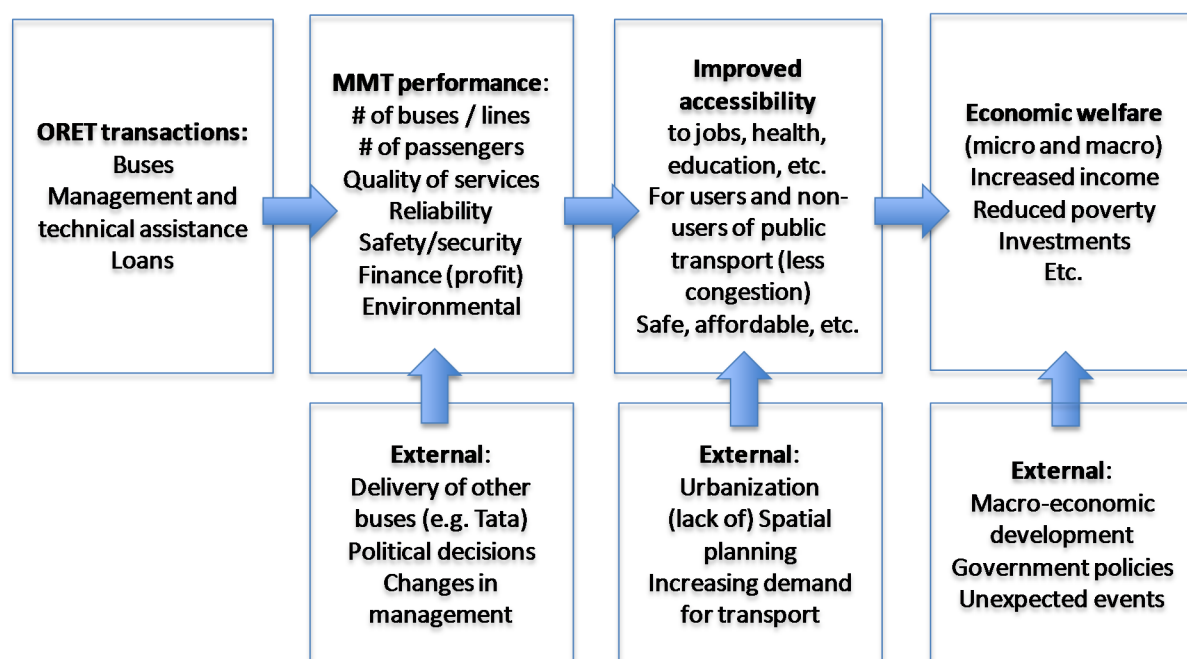 ORET transactions:
Buses
Management and
technical assistance
Loans
MMT performance:
# of buses / lines
# of passengers
Quality of services
Reliability
Safety/security
Finance (profit)
Environmental
Improved
accessibility
to jobs, health,
education, etc.
For users and non-
users of public
transport (less
congestion)
Safe, affordable, etc.
Economic welfare
(micro and macro)
Increased income
Reduced poverty
Investments
Etc.
External:
Delivery of other
buses (e.g. Tata)
Political decisions
Changes in
management
External:
Urbanization
(lack of) Spatial
planning
Increasing demand
for transport
External:
Macro-economic
development
Government policies
Unexpected events